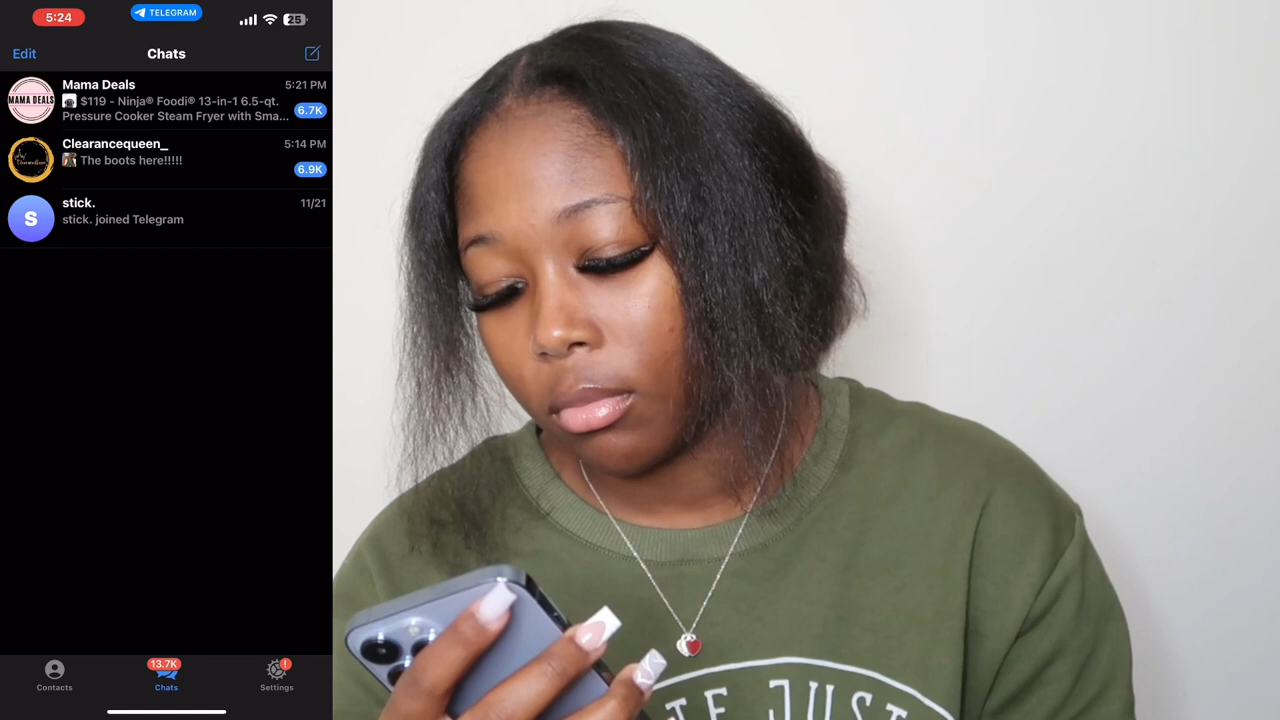 5:24
TELEGRAM
25
Edit
Chats
Mama Deals
5:21 PM
MAMA DEALS
$119 - Ninja® Foodi® 13-in-1 6.5-qt.
Pressure Cooker Steam Fryer with Sma...
6.7K
Clearancequeen_
5:14 PM
The boots here!!!!!
6.9K
stick.
11/21
S
stick. joined Telegram
13.7K
!
Contacts
Chats
Settings
JUST